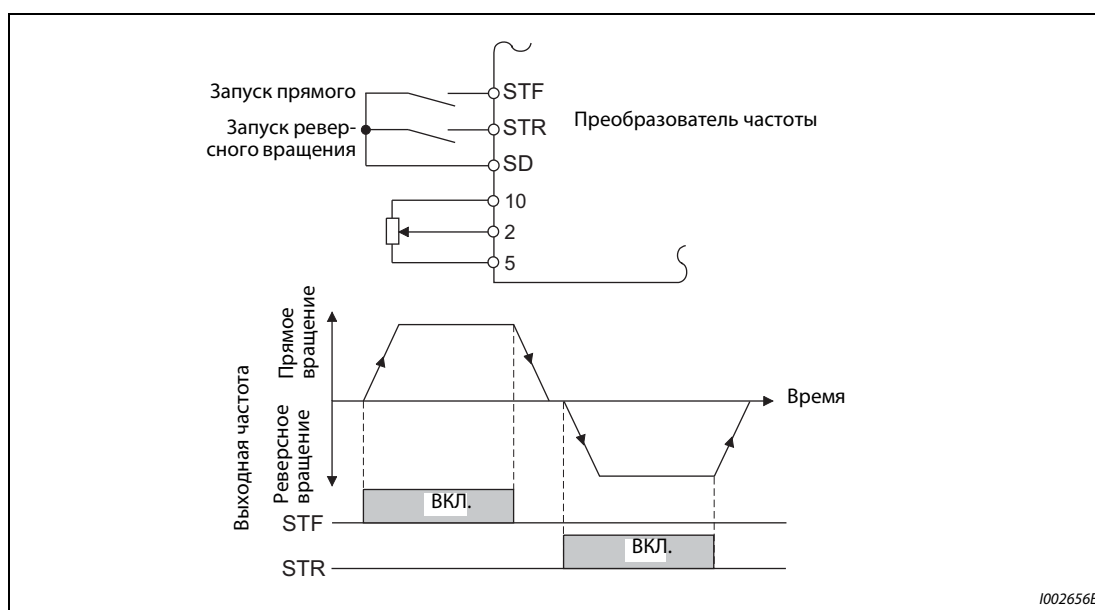 Запуск прямого
STF
Запуск ревер-
сного вращения
STR
Преобразователь частоты
SD
10
2
5
Выходная частота
Прямое
вращение
Реверсное
вращение
Время
ВКЛ.
STF
ВКЛ.
STR
I002656E